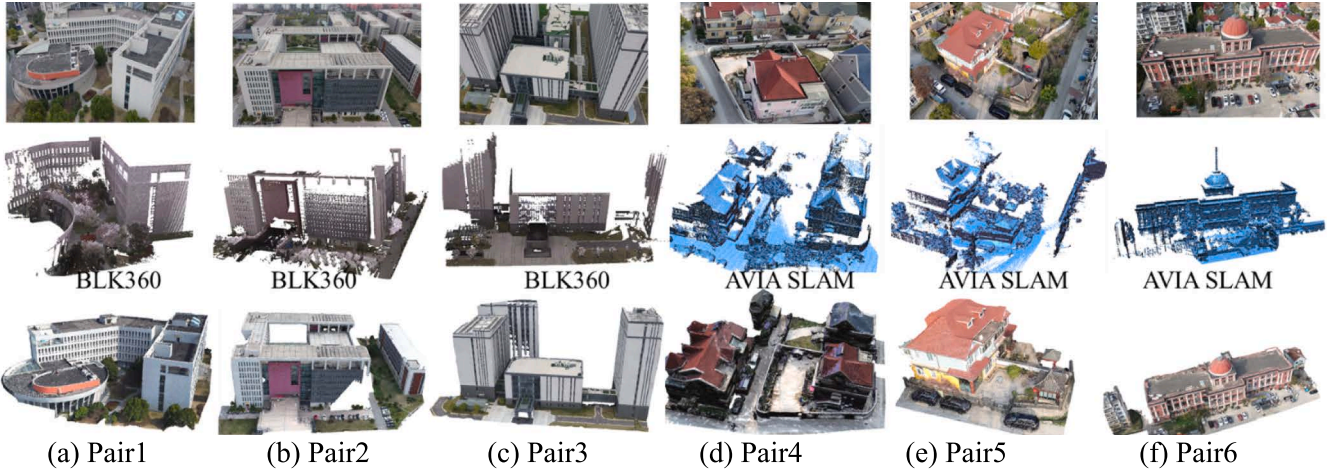 BLK360
BLK360
BLK360
AVIA SLAM
AVIA SLAM
AVIA SLAM
(a) Pair1
(b) Pair2
(c) Pair3
(d) Pair4
(e) Pair5
(f) Pair6